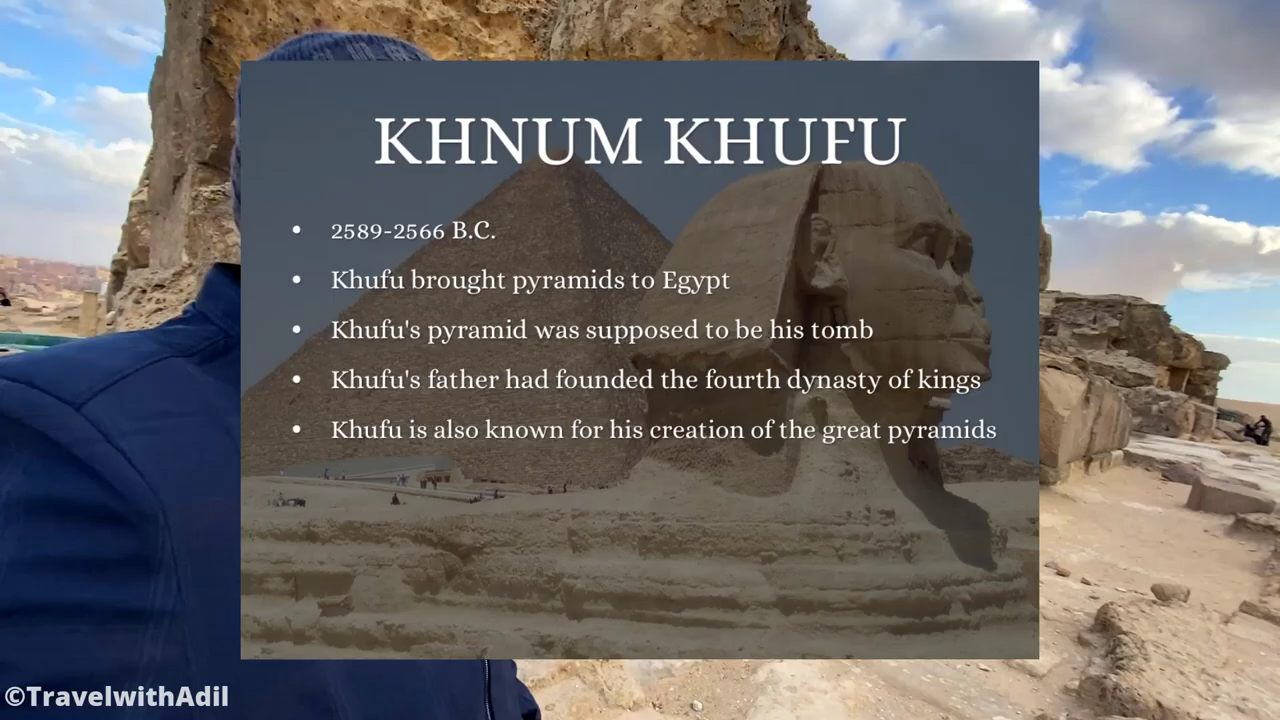 KHNUM KHUFU
• 2589-2566 B.C.
• Khufu brought pyramids to Egypt
• Khufu's pyramid was supposed to be his tomb
• Khufu's father had founded the fourth dynasty of kings
• Khufu is also known for his creation of the great pyramids
©TravelwithAdil